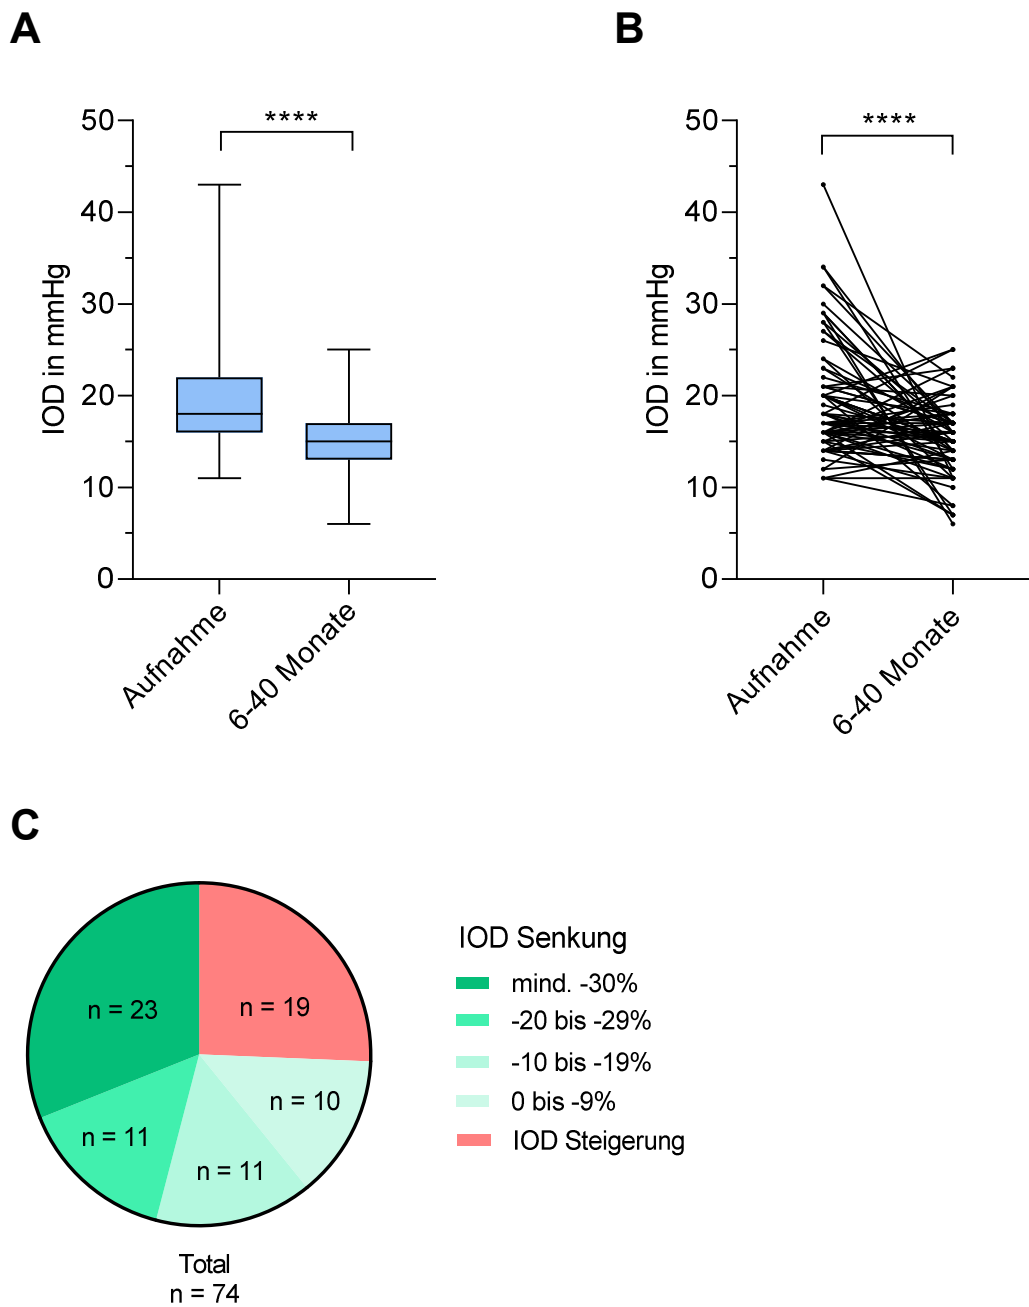 A
50
40
30
20
10
0
IOD in mmHg
****
Aufnahme
6-40 Monate
B
50
40
30
20
10
0
IOD in mmHg
****
Aufnahme
6-40 Monate
C
n = 23
n = 19
n = 10
n = 11
n = 11
Total
n = 74
IOD Senkung
mind. -30%
-20 bis -29%
-10 bis -19%
0 bis -9%
IOD Steigerung